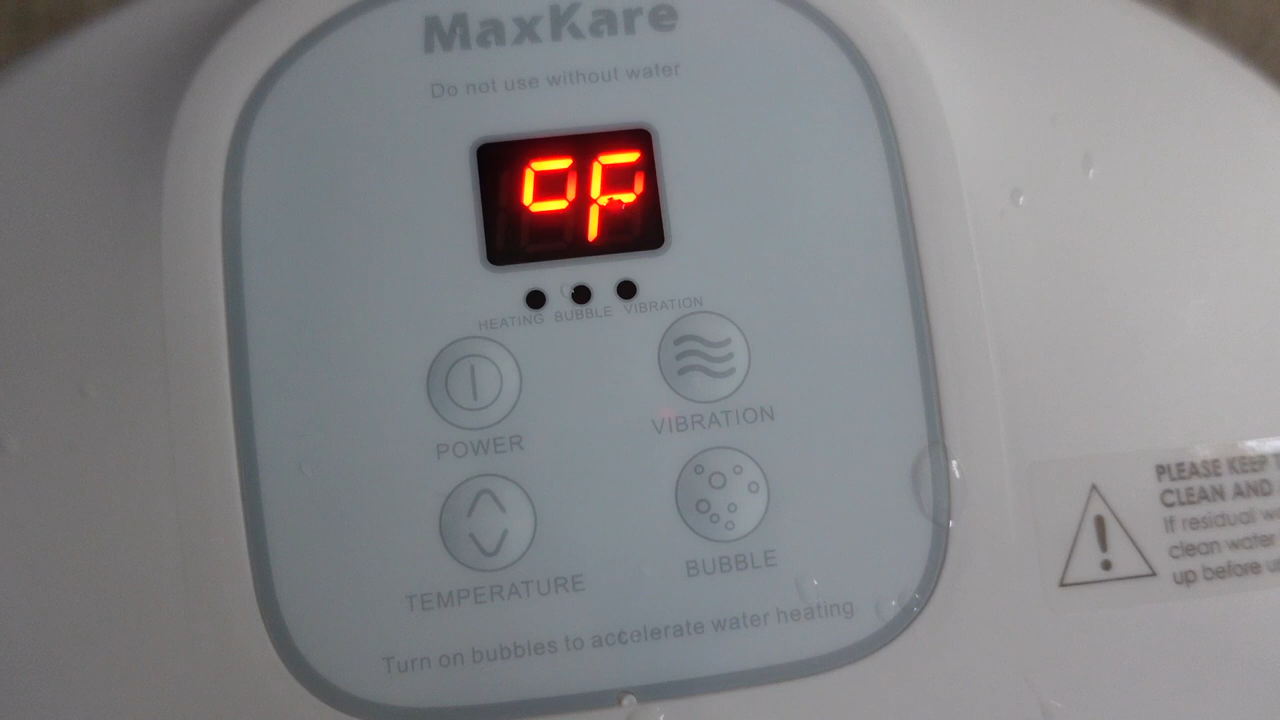 MaxKare
Do not use without water
°F
HEATING BUBBLE VIBRATION
POWER
VIBRATION
TEMPERATURE
BUBBLE
Turn on bubbles to accelerate water heating
PLEASE KEEP
CLEAN AND
If residual
clean water
up before